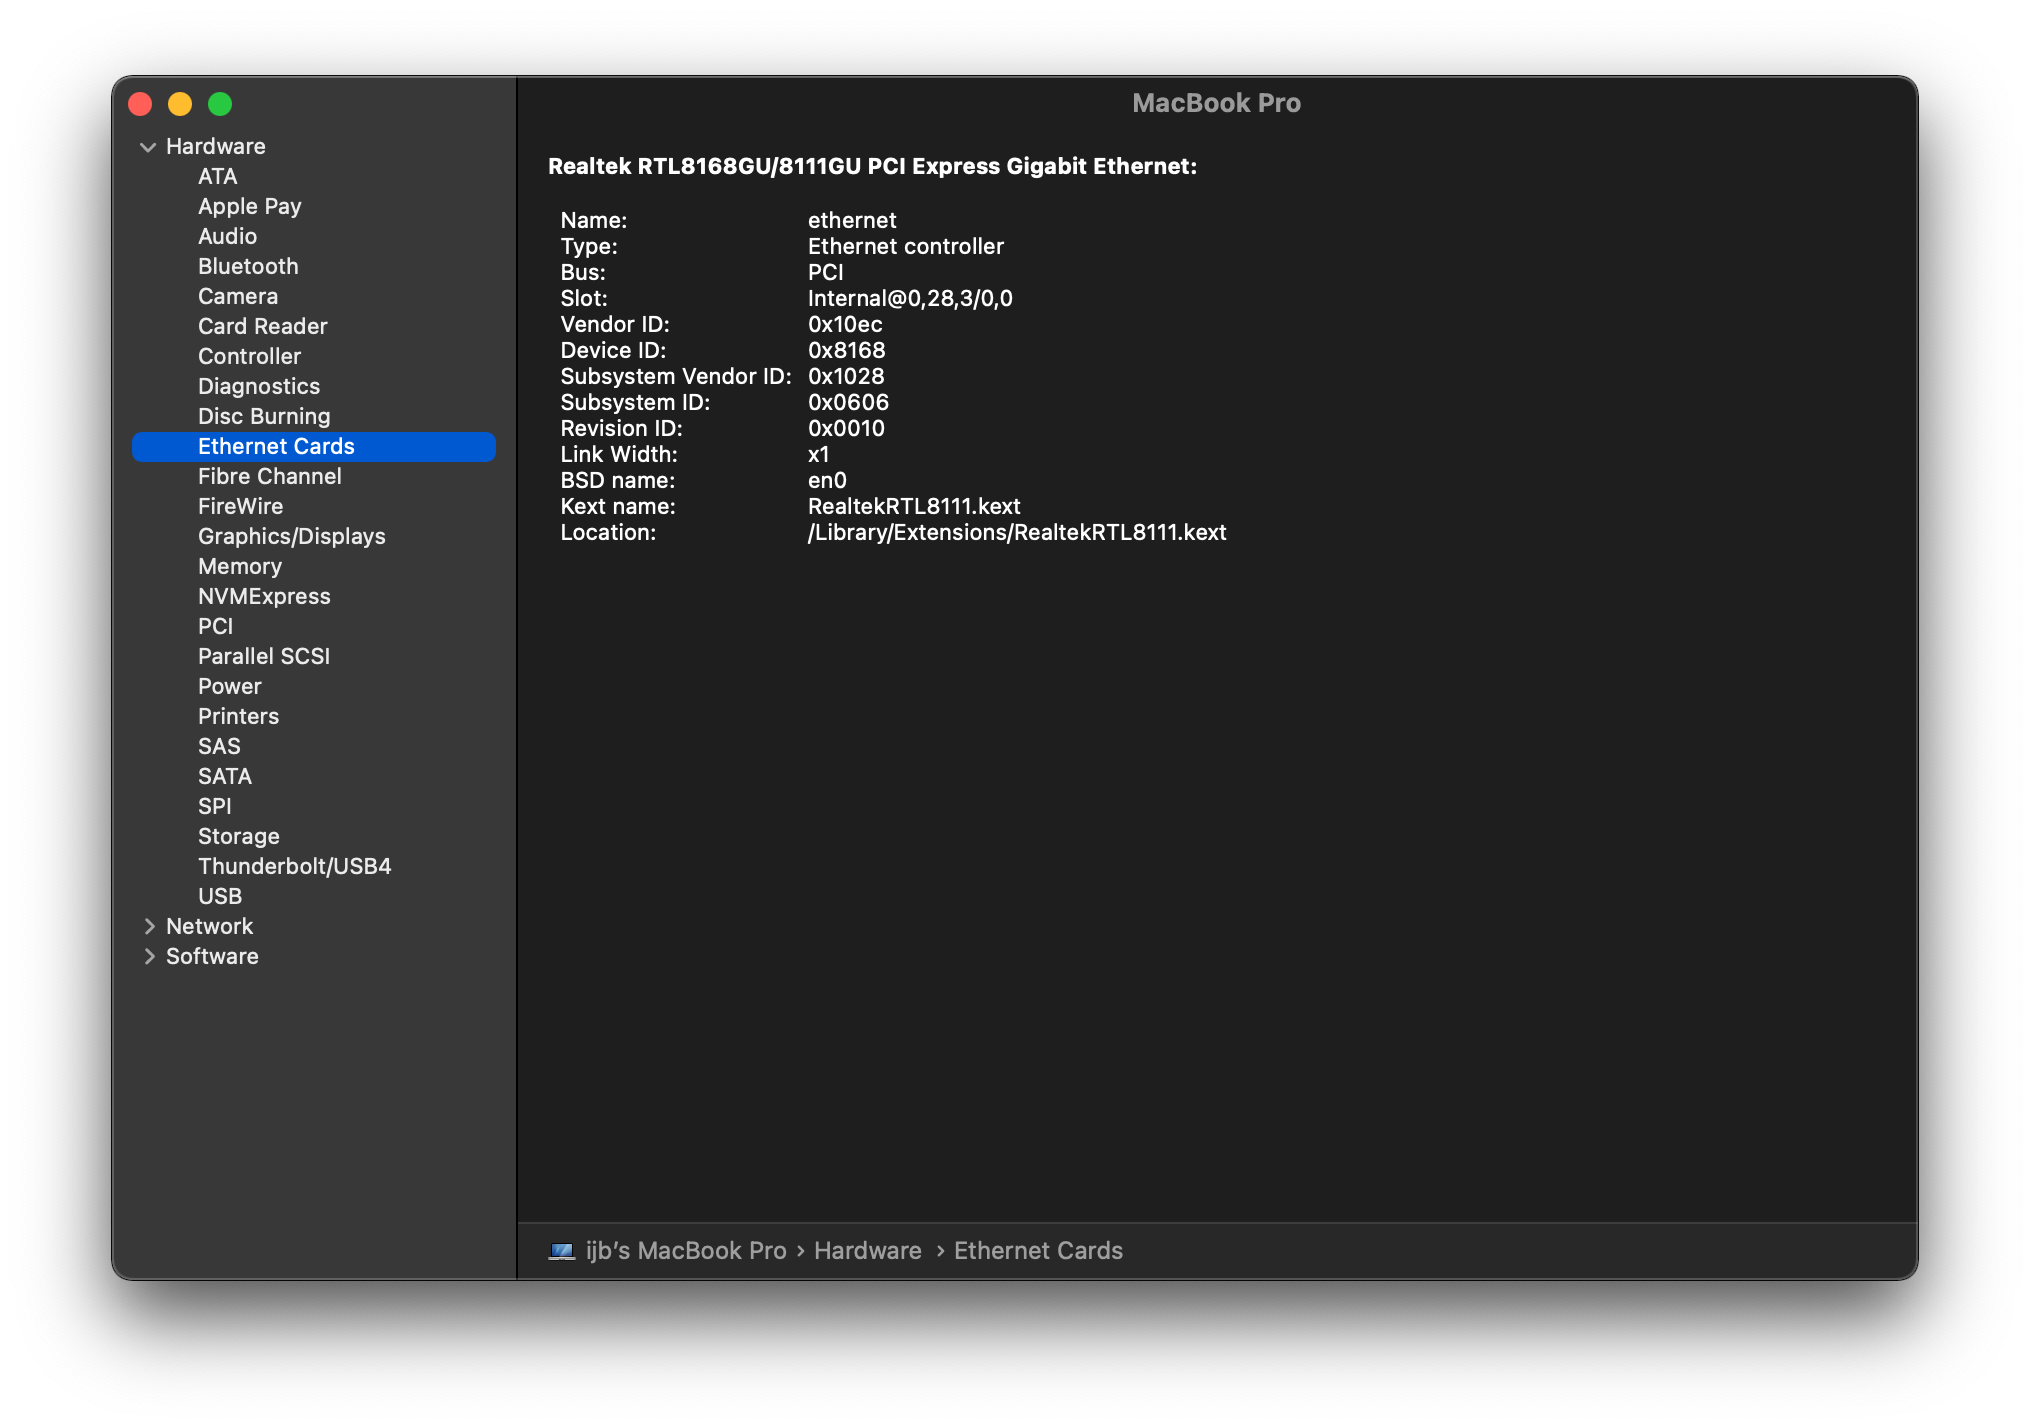 MacBook Pro
Hardware
ATA
Apple Pay
Audio
Bluetooth
Camera
Card Reader
Controller
Diagnostics
Disc Burning
Ethernet Cards
Fibre Channel
FireWire
Graphics/Displays
Memory
NVMExpress
PCI
Parallel SCSI
Power
Printers
SAS
SATA
SPI
Storage
Thunderbolt/USB4
USB
Network
Software
Realtek RTL8168GU/8111GU PCI Express Gigabit Ethernet:
Name: ethernet
Type: Ethernet controller
Bus: PCI
Slot: Internal@0,28,3/0,0
Vendor ID: 0x10ec
Device ID: 0x8168
Subsystem Vendor ID: 0x1028
Subsystem ID: 0x0606
Revision ID: 0x0010
Link Width: x1
BSD name: en0
Kext name: RealtekRTL8111.kext
Location: /Library/Extensions/RealtekRTL8111.kext
ijb’s MacBook Pro › Hardware › Ethernet Cards